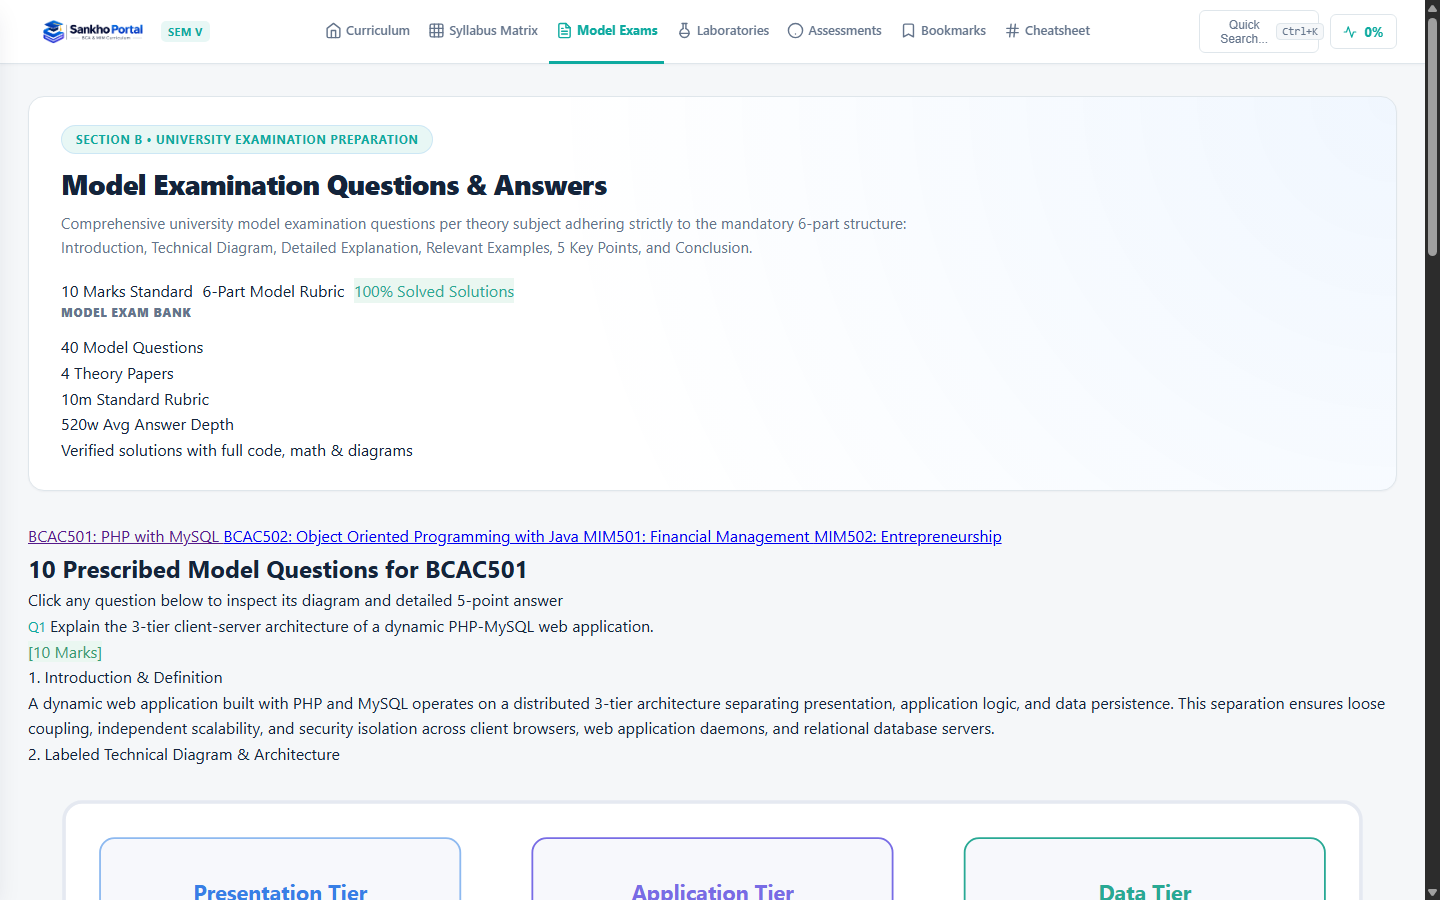 SankhoPortal
SEM V
Curriculum
Syllabus Matrix
Model Exams
Laboratories
Assessments
Bookmarks
Cheatsheet
Quick Search...
Ctrl+K
0%
SECTION B • UNIVERSITY EXAMINATION PREPARATION
Model Examination Questions & Answers
Comprehensive university model examination questions per theory subject adhering strictly to the mandatory 6-part structure:
Introduction, Technical Diagram, Detailed Explanation, Relevant Examples, 5 Key Points, and Conclusion.
10 Marks Standard 6-Part Model Rubric 100% Solved Solutions
MODEL EXAM BANK
40 Model Questions
4 Theory Papers
10m Standard Rubric
520w Avg Answer Depth
Verified solutions with full code, math & diagrams
BCAC501: PHP with MySQL BCAC502: Object Oriented Programming with Java MIM501: Financial Management MIM502: Entrepreneurship
10 Prescribed Model Questions for BCAC501
Click any question below to inspect its diagram and detailed 5-point answer
Q1 Explain the 3-tier client-server architecture of a dynamic PHP-MySQL web application.
[10 Marks]
1. Introduction & Definition
A dynamic web application built with PHP and MySQL operates on a distributed 3-tier architecture separating presentation, application logic, and data persistence. This separation ensures loose
coupling, independent scalability, and security isolation across client browsers, web application daemons, and relational database servers.
2. Labeled Technical Diagram & Architecture
Presentation Tier
Application Tier
Data Tier